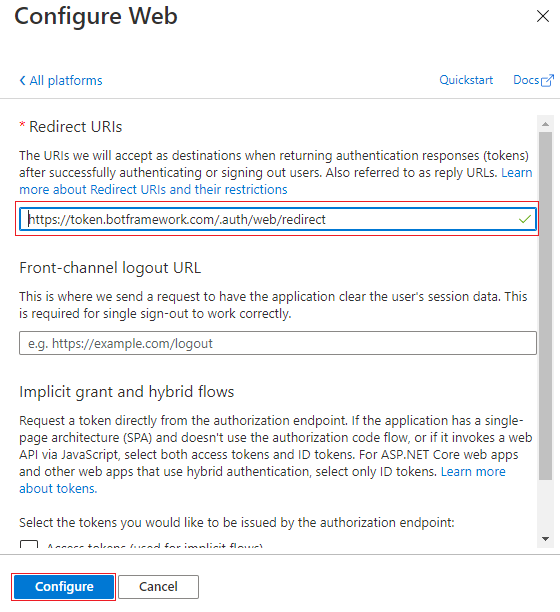 Configure Web
All platforms
Quickstart
Docs
* Redirect URIs
The URIs we will accept as destinations when returning authentication responses (tokens)
after successfully authenticating or signing out users. Also referred to as reply URLs. Learn
more about Redirect URIs and their restrictions
https://token.botframework.com/.auth/web/redirect
Front-channel logout URL
This is where we send a request to have the application clear the user's session data. This
is required for single sign-out to work correctly.
e.g. https://example.com/logout
Implicit grant and hybrid flows
Request a token directly from the authorization endpoint. If the application has a single-
page architecture (SPA) and doesn't use the authorization code flow, or if it invokes a web
API via JavaScript, select both access tokens and ID tokens. For ASP.NET Core web apps
and other web apps that use hybrid authentication, select only ID tokens. Learn more
about tokens.
Select the tokens you would like to be issued by the authorization endpoint:
Access tokens (used for implicit flows)
Configure
Cancel